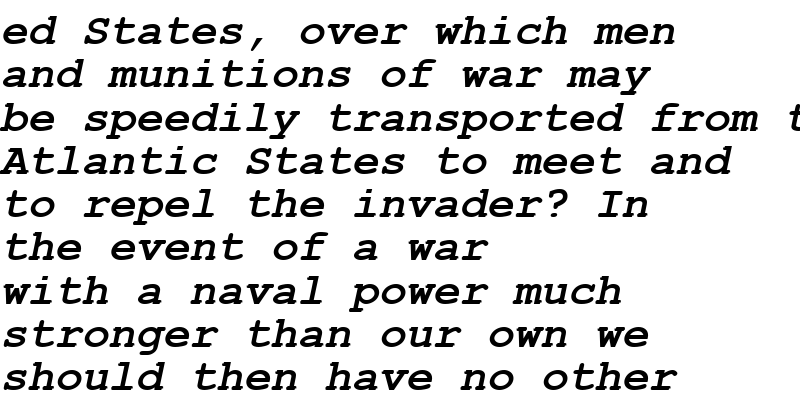 ed States, over which men
and munitions of war may
be speedily transported from t
Atlantic States to meet and
to repel the invader? In
the event of a war
with a naval power much
stronger than our own we
should then have no other